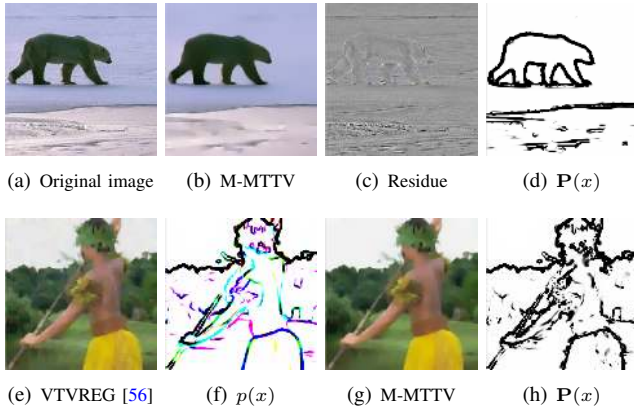 (a) Original image (b) M-MTTV (c) Residue (d) P(x)
(e) VTVREG [56] (f) p(x) (g) M-MTTV (h) P(x)